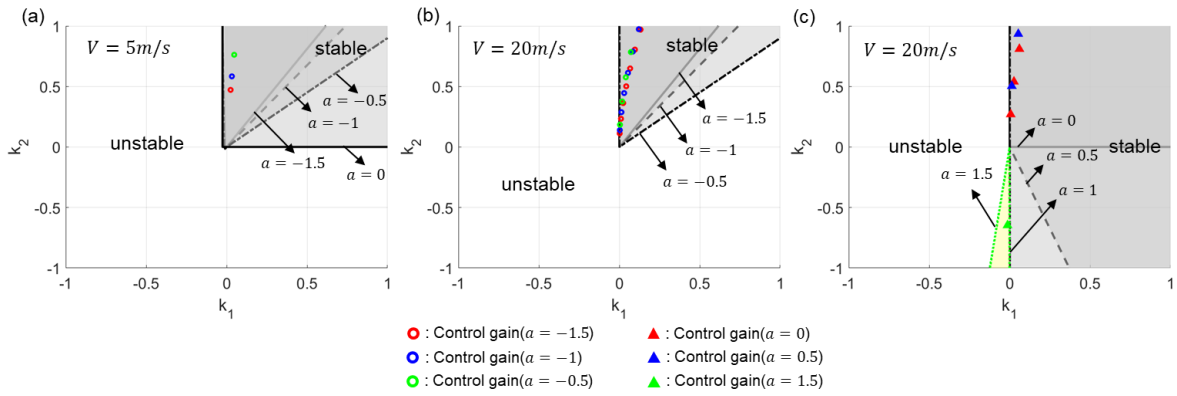 (a)
V = 5m/s
stable
unstable
a = −0.5
a = −1
a = −1.5
a = 0
1
0.5
0
-0.5
-1
k2
-1
-0.5
0
0.5
1
k1
(b)
V = 20m/s
stable
unstable
a = −1.5
a = −1
a = −0.5
1
0.5
0
-0.5
-1
k2
-1
-0.5
0
0.5
1
k1
(c)
V = 20m/s
unstable
stable
a = 0
a = 0.5
a = 1.5
a = 1
1
0.5
0
-0.5
-1
k2
-1
-0.5
0
0.5
1
k1
: Control gain(a = −1.5)
: Control gain(a = −1)
: Control gain(a = −0.5)
: Control gain(a = 0)
: Control gain(a = 0.5)
: Control gain(a = 1.5)